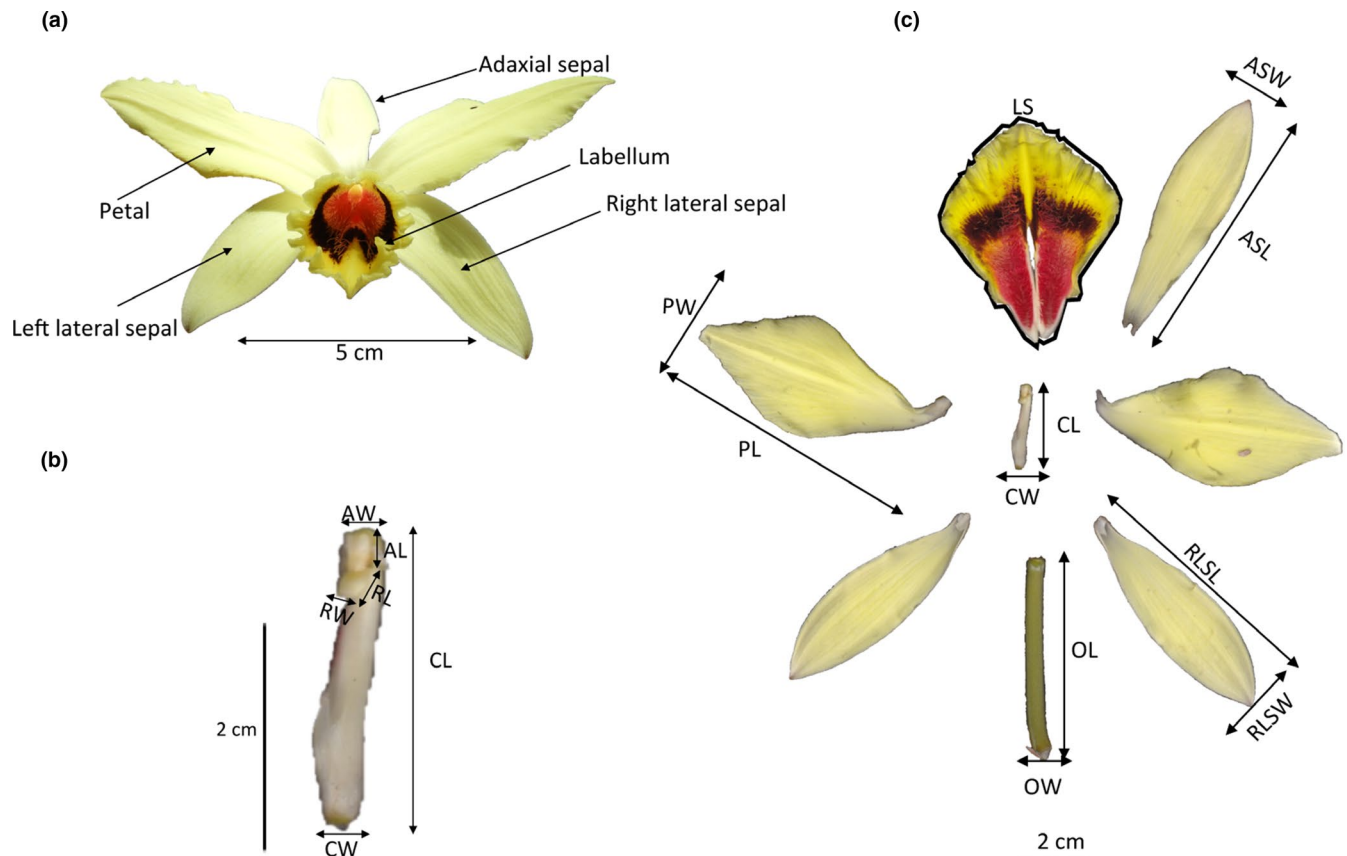 (a)
Adaxial sepal
Labellum
Petal
Right lateral sepal
Left lateral sepal
5 cm
(b)
AW
AL
RL
RW
CL
2 cm
CW
(c)
LS
ASW
ASL
PW
PL
CL
CW
RLSL
RLSW
OL
OW
2 cm